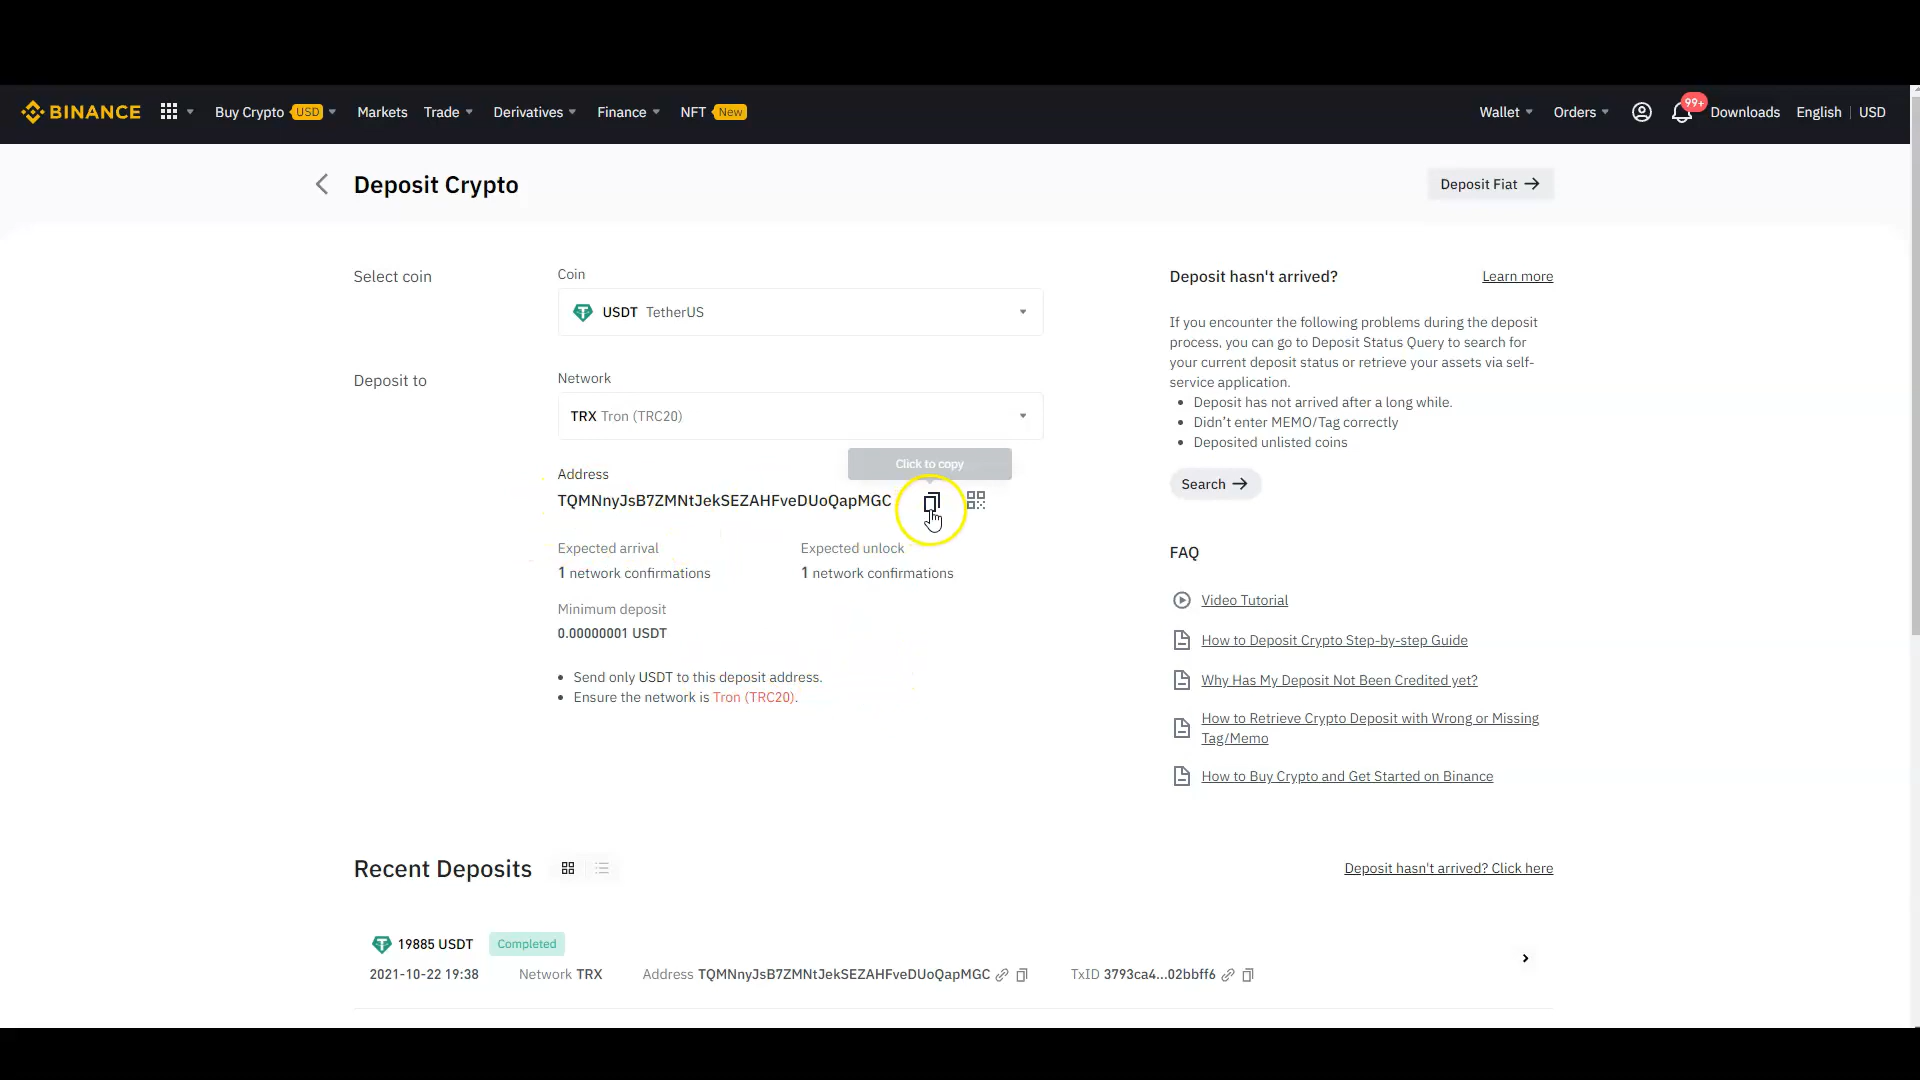 BINANCE Buy Crypto USD Markets Trade Derivatives Finance NFT New Wallet Orders 99+ Downloads English | USD
Deposit Crypto
Deposit Fiat
Select coin
Coin
USDT TetherUS
Deposit to
Network
TRX Tron (TRC20)
Click to copy
Address
TQMNnyJsB7ZMNtJekSEZAHFveDUoQapMGC
Expected arrival
1 network confirmations
Expected unlock
1 network confirmations
Minimum deposit
0.00000001 USDT
• Send only USDT to this deposit address.
• Ensure the network is Tron (TRC20).
Deposit hasn't arrived?
Learn more
If you encounter the following problems during the deposit
process, you can go to Deposit Status Query to search for
your current deposit status or retrieve your assets via self-
service application.
• Deposit has not arrived after a long while.
• Didn't enter MEMO/Tag correctly
• Deposited unlisted coins
Search
FAQ
Video Tutorial
How to Deposit Crypto Step-by-step Guide
Why Has My Deposit Not Been Credited yet?
How to Retrieve Crypto Deposit with Wrong or Missing
Tag/Memo
How to Buy Crypto and Get Started on Binance
Recent Deposits
Deposit hasn't arrived? Click here
19885 USDT Completed
2021-10-22 19:38 Network TRX Address TQMNnyJsB7ZMNtJekSEZAHFveDUoQapMGC TxID 3793ca4...02bbff6